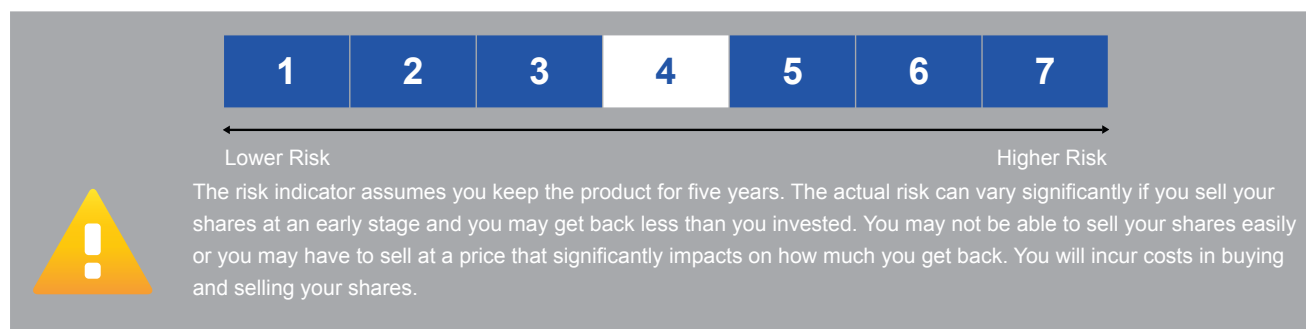 1 2 3 4 5 6 7
Lower Risk Higher Risk
The risk indicator assumes you keep the product for five years. The actual risk can vary significantly if you sell your
shares at an early stage and you may get back less than you invested. You may not be able to sell your shares easily
or you may have to sell at a price that significantly impacts on how much you get back. You will incur costs in buying
and selling your shares.